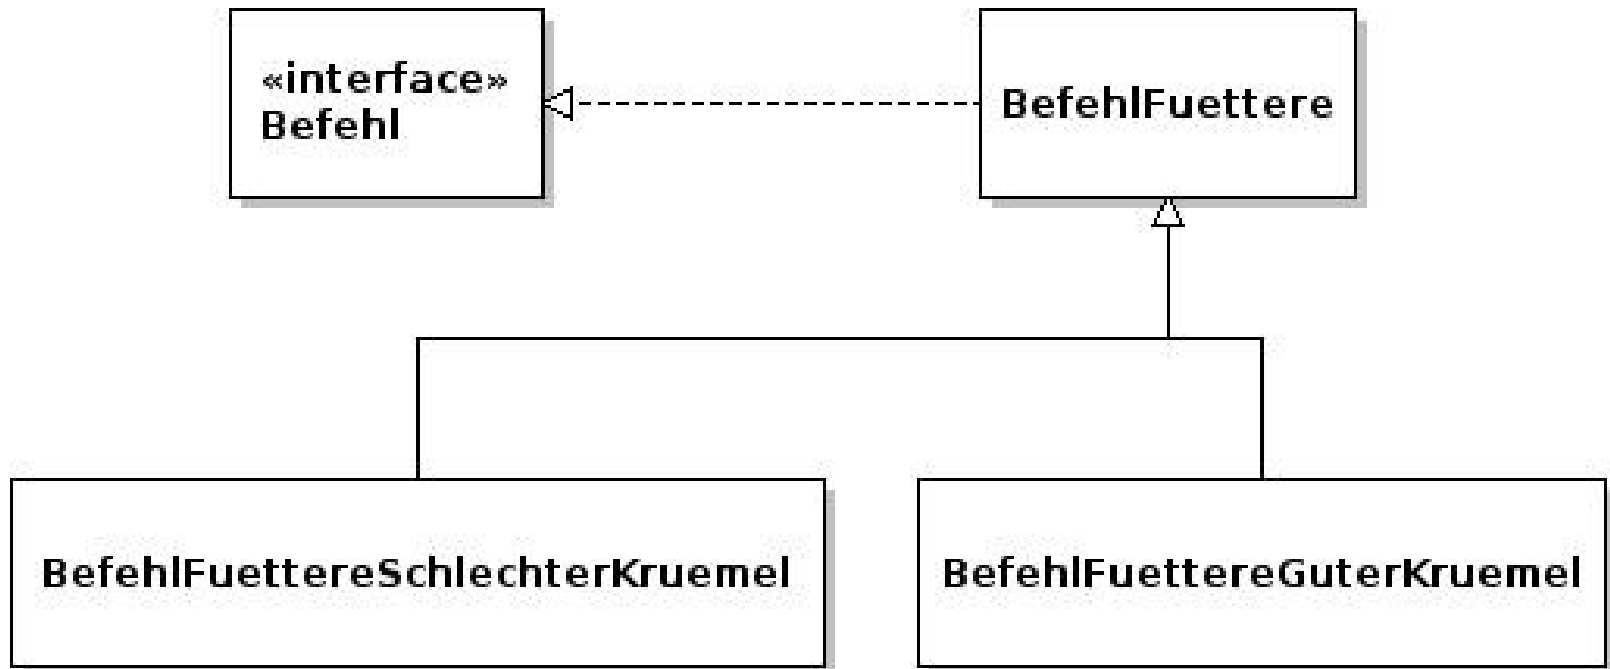 «interface»
Befehl
BefehlFuettere
BefehlFuettereSchlechterKruemel
BefehlFuettereGuterKruemel